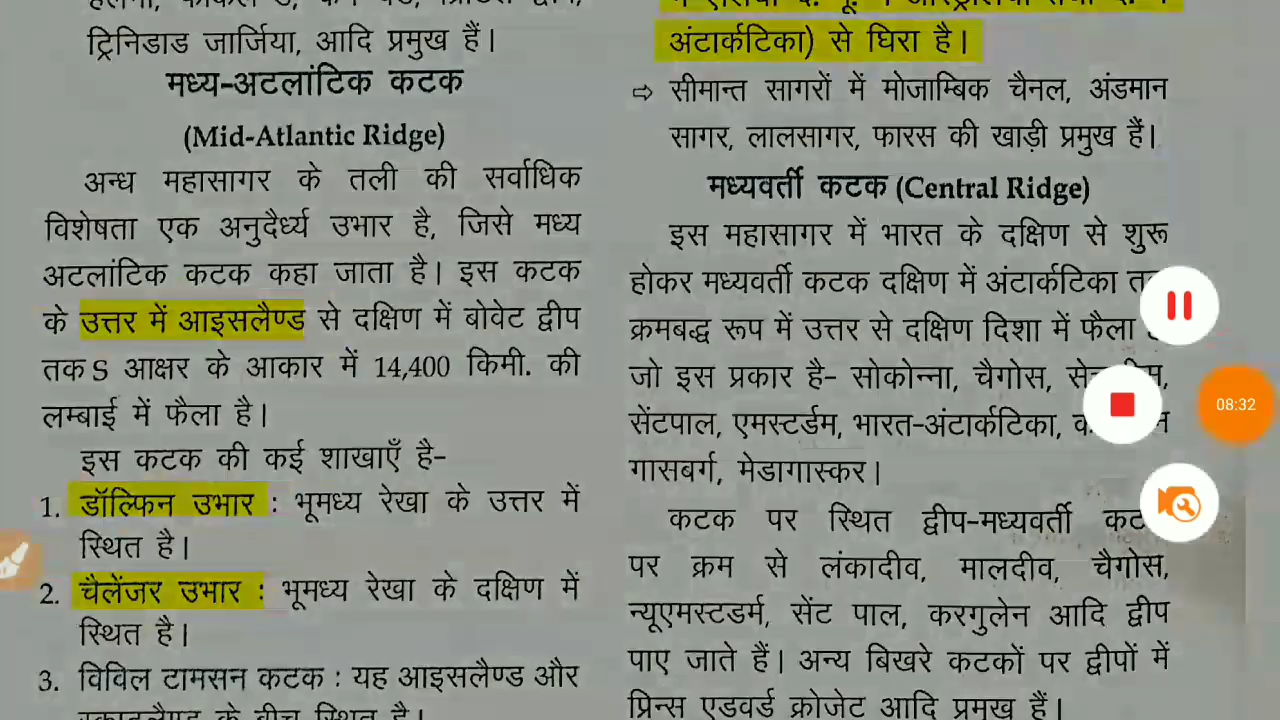 ट्रिनिडाड जार्जिया, आदि प्रमुख हैं।
मध्य-अटलांटिक कटक
(Mid-Atlantic Ridge)
अन्ध महासागर के तली की सर्वाधिक
विशेषता एक अनुदैर्ध्य उभार है, जिसे मध्य
अटलांटिक कटक कहा जाता है। इस कटक
के उत्तर में आइसलैण्ड से दक्षिण में बोवेट द्वीप
तक S आक्षर के आकार में 14,400 किमी. की
लम्बाई में फैला है।
इस कटक की कई शाखाएँ है-
1. डॉल्फिन उभार : भूमध्य रेखा के उत्तर में
स्थित है।
2. चैलेंजर उभार : भूमध्य रेखा के दक्षिण में
स्थित है।
3. विविल टामसन कटक : यह आइसलैण्ड और
अंटार्कटिका) से घिरा है।
⇨ सीमान्त सागरों में मोजाम्बिक चैनल, अंडमान
सागर, लालसागर, फारस की खाड़ी प्रमुख हैं।
मध्यवर्ती कटक (Central Ridge)
इस महासागर में भारत के दक्षिण से शुरू
होकर मध्यवर्ती कटक दक्षिण में अंटार्कटिका
क्रमबद्ध रूप में उत्तर से दक्षिण दिशा में फैला
जो इस प्रकार है- सोकोन्ना, चैगोस,
सेंटपाल, एमस्टर्डम, भारत-अंटार्कटिका,
गासबर्ग, मेडागास्कर।
कटक पर स्थित द्वीप-मध्यवर्ती
पर क्रम से लंकादीव, मालदीव, चैगोस,
न्यूएमस्टडर्म, सेंट पाल, करगुलेन आदि द्वीप
पाए जाते हैं। अन्य बिखरे कटकों पर द्वीपों में
प्रिन्स एडवर्ड क्रोजेट आदि प्रमुख हैं।
08:32